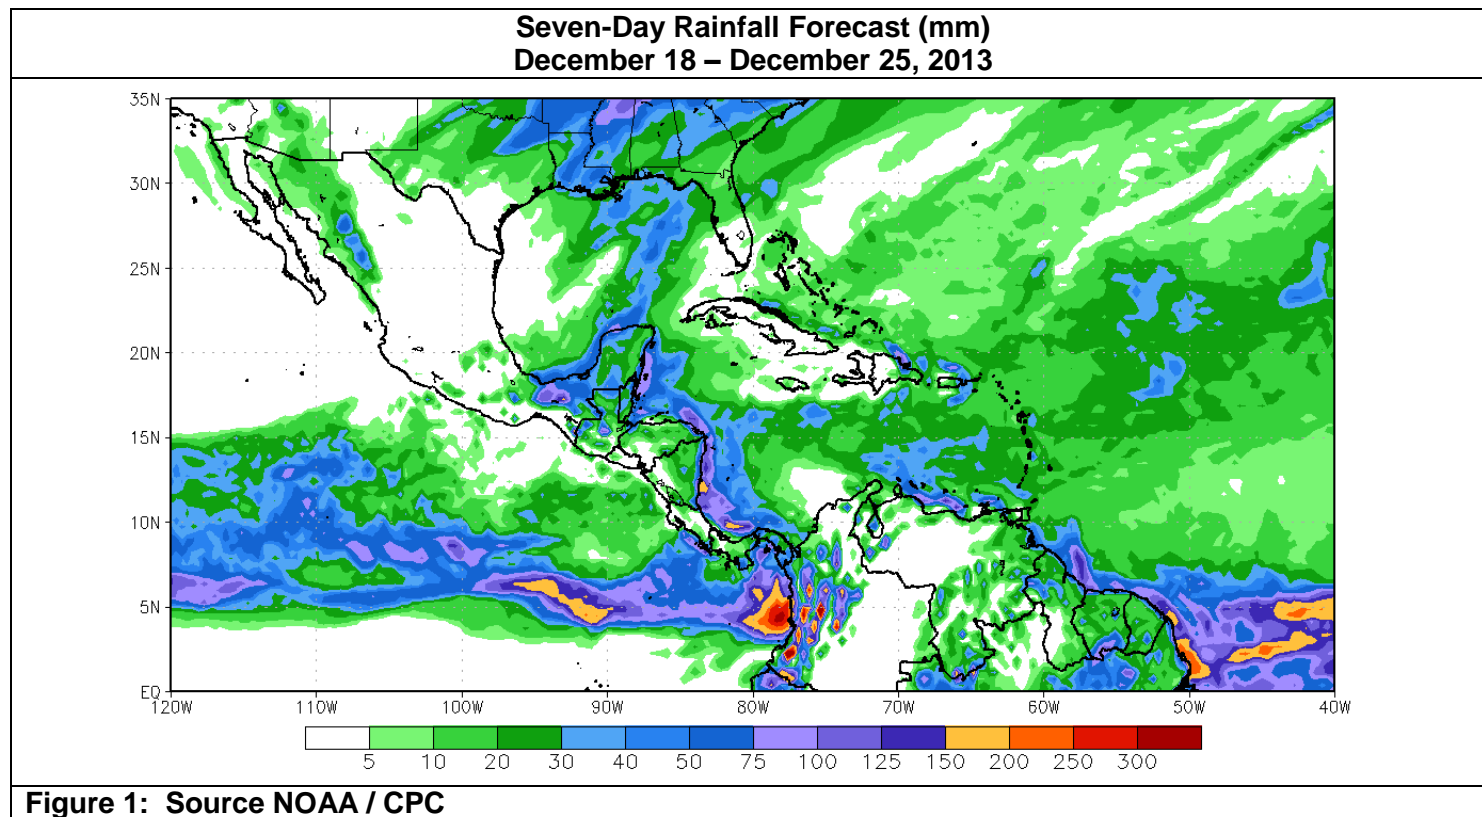 Seven-Day Rainfall Forecast (mm)
December 18 – December 25, 2013
35N
30N
25N
20N
15N
10N
5N
EQ
120W 110W 100W 90W 80W 70W 60W 50W 40W
5 10 20 30 40 50 75 100 125 150 200 250 300
Figure 1: Source NOAA / CPC